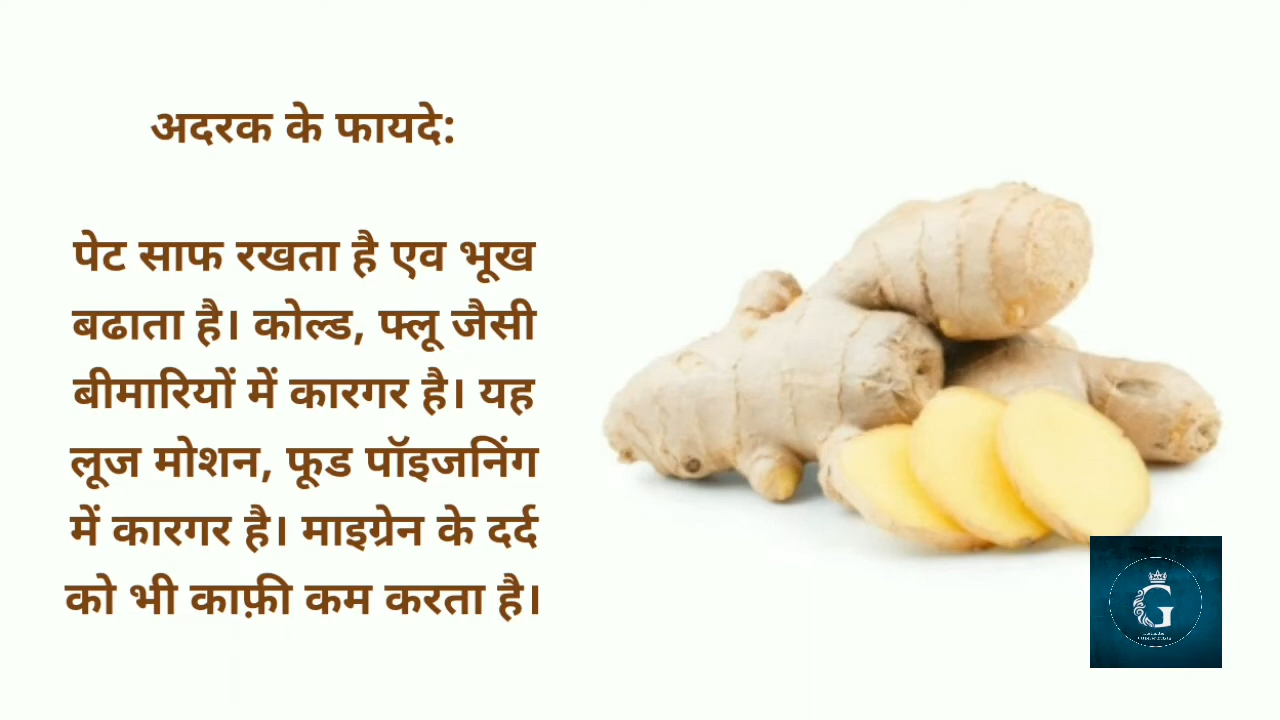 अदरक के फायदे:
पेट साफ रखता है एव भूख
बढाता है। कोल्ड, फ्लू जैसी
बीमारियों में कारगर है। यह
लूज मोशन, फूड पॉइजनिंग
में कारगर है। माइग्रेन के दर्द
को भी काफ़ी कम करता है।
G